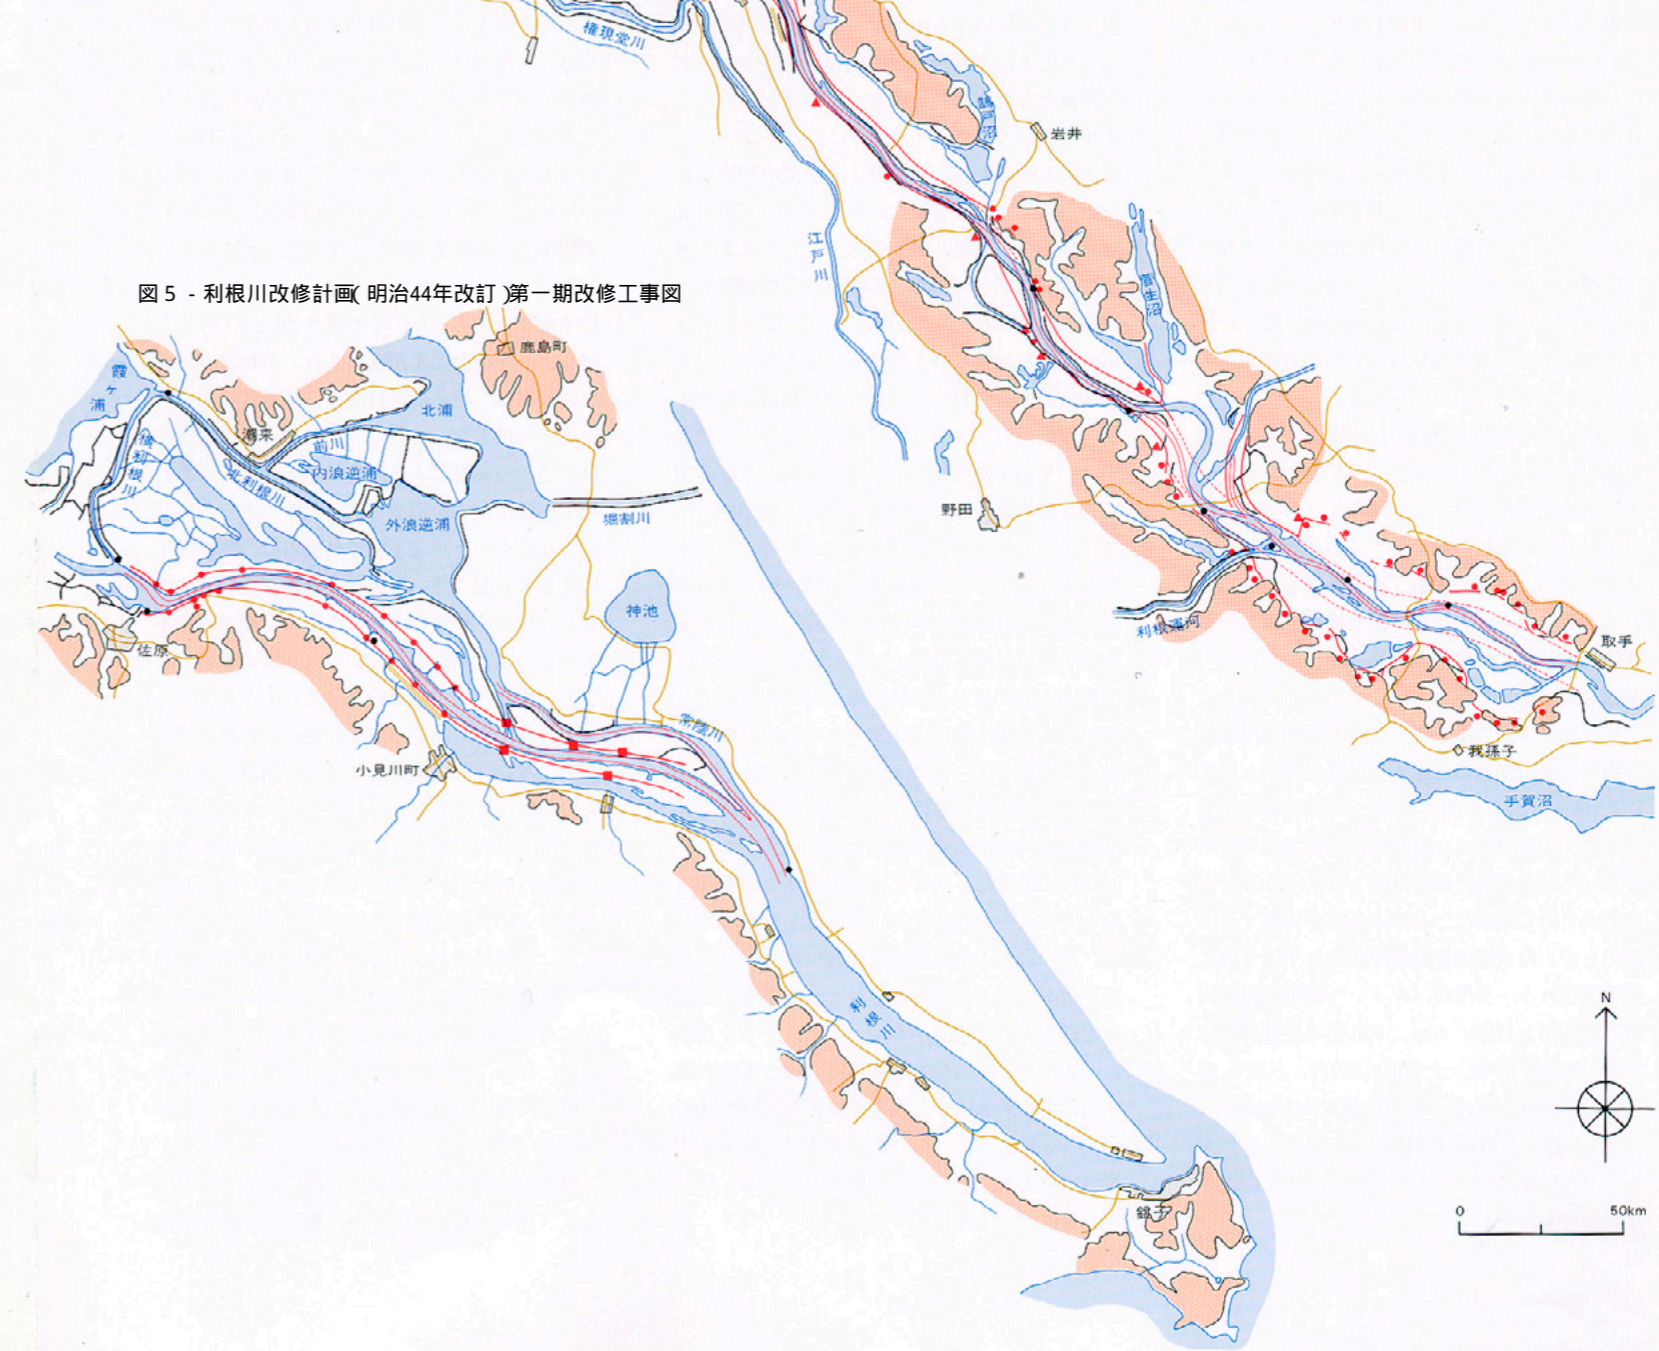 権現堂川
鵠戸沼
岩井
江戸川
菅生沼
図5 - 利根川改修計画(明治44年改訂)第一期改修工事図
鹿島町
霞ヶ浦
北浦
潮来
前川
横利根川
内浪逆浦
北利根川
野田
外浪逆浦
堀割川
神池
利根運河
取手
佐原
常陸川
我孫子
小見川町
手賀沼
N
利根川
0 50km
銚子